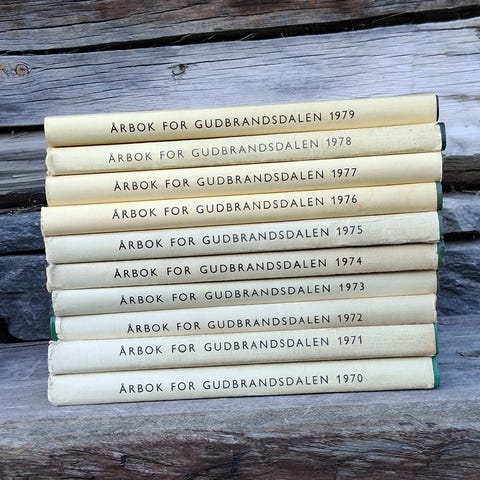 ÅRBOK FOR GUDBRANDSDALEN 1979
ÅRBOK FOR GUDBRANDSDALEN 1978
ÅRBOK FOR GUDBRANDSDALEN 1977
ÅRBOK FOR GUDBRANDSDALEN 1976
ÅRBOK FOR GUDBRANDSDALEN 1975
ÅRBOK FOR GUDBRANDSDALEN 1974
ÅRBOK FOR GUDBRANDSDALEN 1973
ÅRBOK FOR GUDBRANDSDALEN 1972
ÅRBOK FOR GUDBRANDSDALEN 1971
ÅRBOK FOR GUDBRANDSDALEN 1970